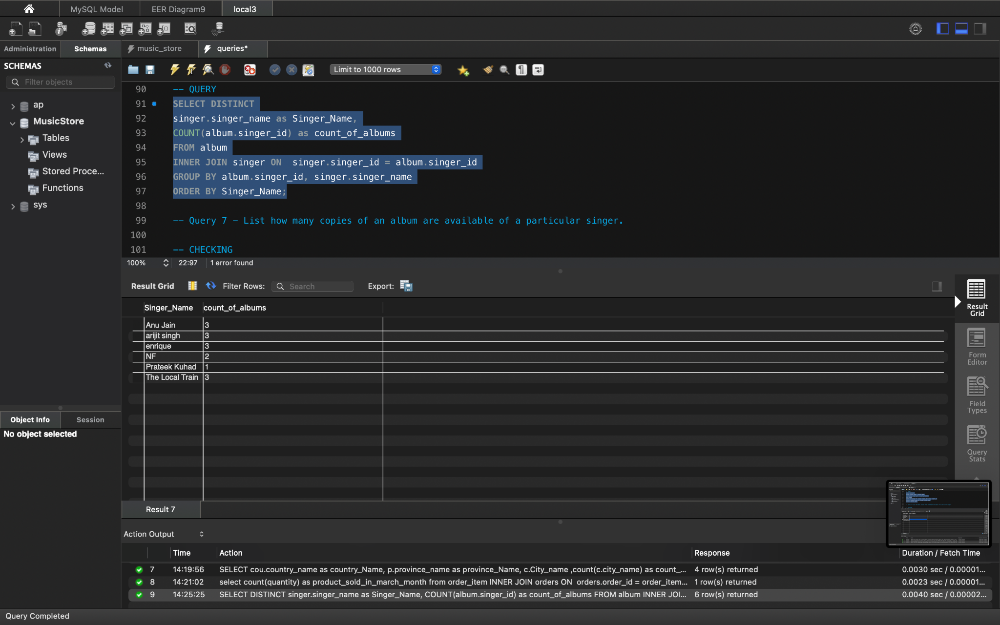 MySQL Model
EER Diagram9
local3
Administration
Schemas
music_store
queries*
SCHEMAS
Filter objects
Limit to 1000 rows
ap
MusicStore
Tables
Views
Stored Proce...
Functions
sys
90 -- QUERY
91 SELECT DISTINCT
92 singer.singer_name as Singer_Name,
93 COUNT(album.singer_id) as count_of_albums
94 FROM album
95 INNER JOIN singer ON  singer.singer_id = album.singer_id
96 GROUP BY album.singer_id, singer.singer_name
97 ORDER BY Singer_Name;
98
99 -- Query 7 - List how many copies of an album are available of a particular singer.
100
101 -- CHECKING
100% 22:97 1 error found
Result Grid Filter Rows: Search Export:
Singer_Name count_of_albums
Anu Jain 3
arijit singh 3
enrique 3
NF 2
Prateek Kuhad 1
The Local Train 3
Result
Grid
Form
Editor
Field
Types
Query
Stats
Object Info
Session
No object selected
Result 7
Action Output
Time Action Response Duration / Fetch Time
7 14:19:56 SELECT cou.country_name as country_Name, p.province_name as province_Name, c.City_name ,count(c.city_name) as count_... 4 row(s) returned 0.0030 sec / 0.00001...
8 14:21:02 select count(quantity) as product_sold_in_march_month from order_item INNER JOIN orders ON  orders.order_id = order_item... 1 row(s) returned 0.0023 sec / 0.00001...
9 14:25:25 SELECT DISTINCT singer.singer_name as Singer_Name, COUNT(album.singer_id) as count_of_albums FROM album INNER JOI... 6 row(s) returned 0.0040 sec / 0.00002...
Query Completed